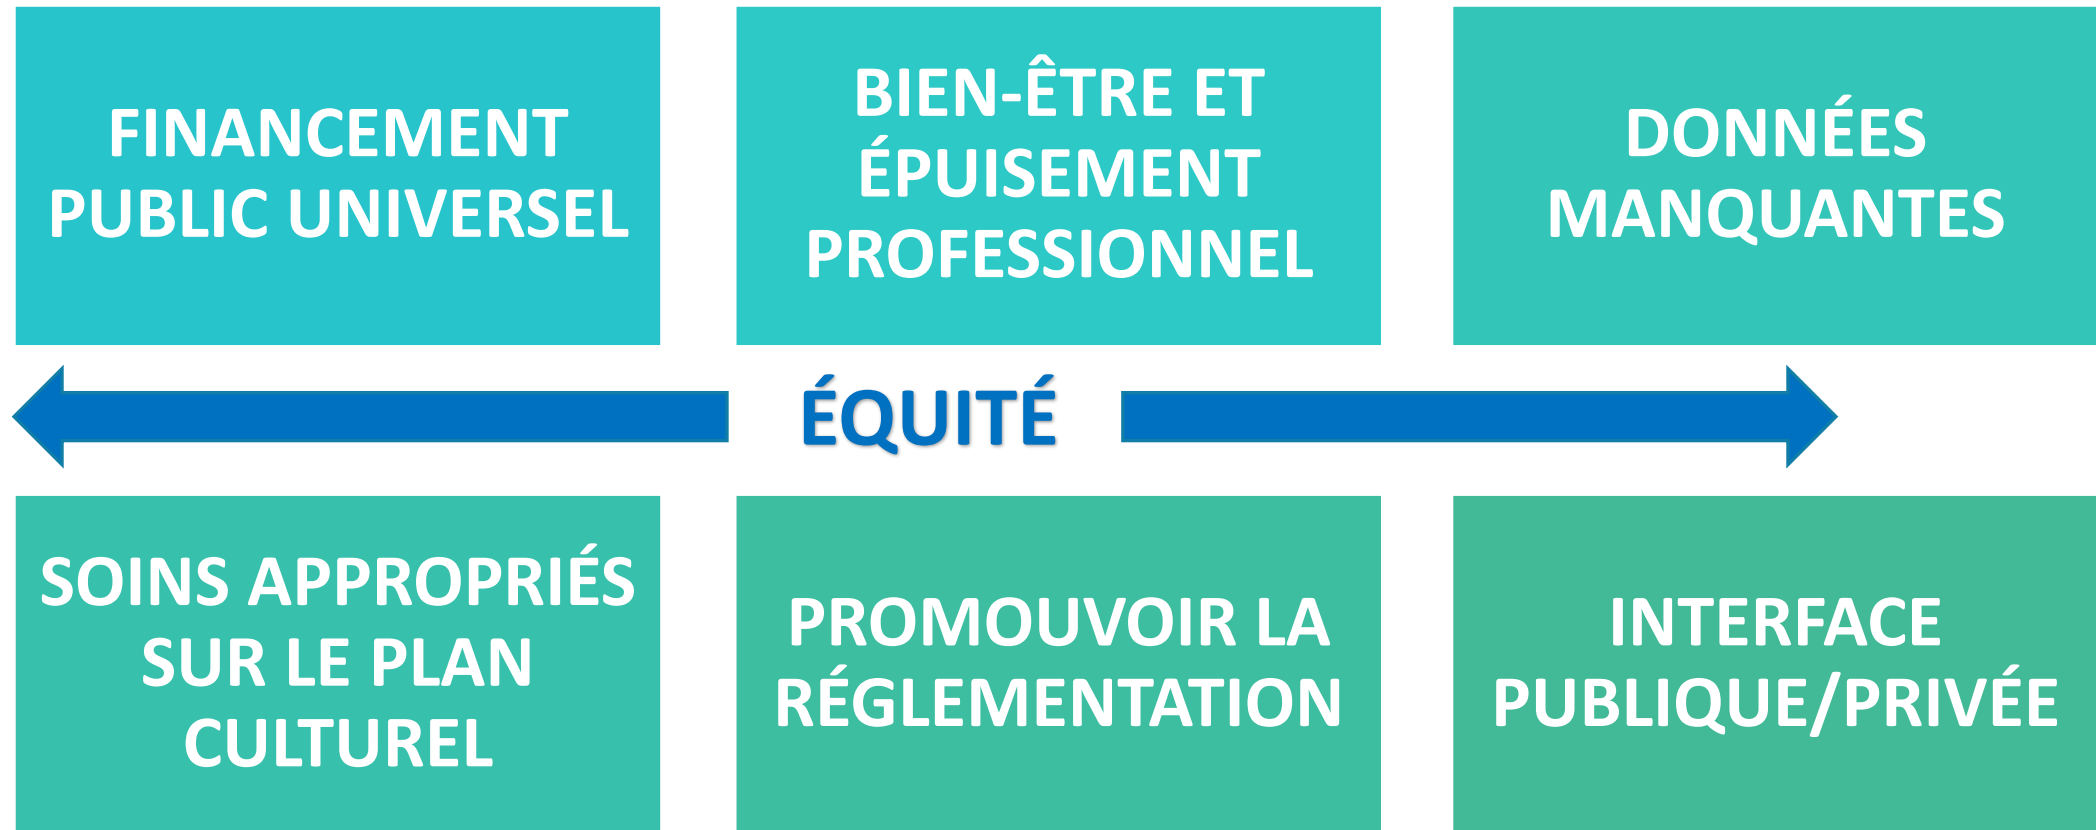 FINANCEMENT
PUBLIC UNIVERSEL
BIEN-ÊTRE ET
ÉPUISEMENT
PROFESSIONNEL
DONNÉES
MANQUANTES
ÉQUITÉ
SOINS APPROPRIÉS
SUR LE PLAN
CULTUREL
PROMOUVOIR LA
RÉGLEMENTATION
INTERFACE
PUBLIQUE/PRIVÉE